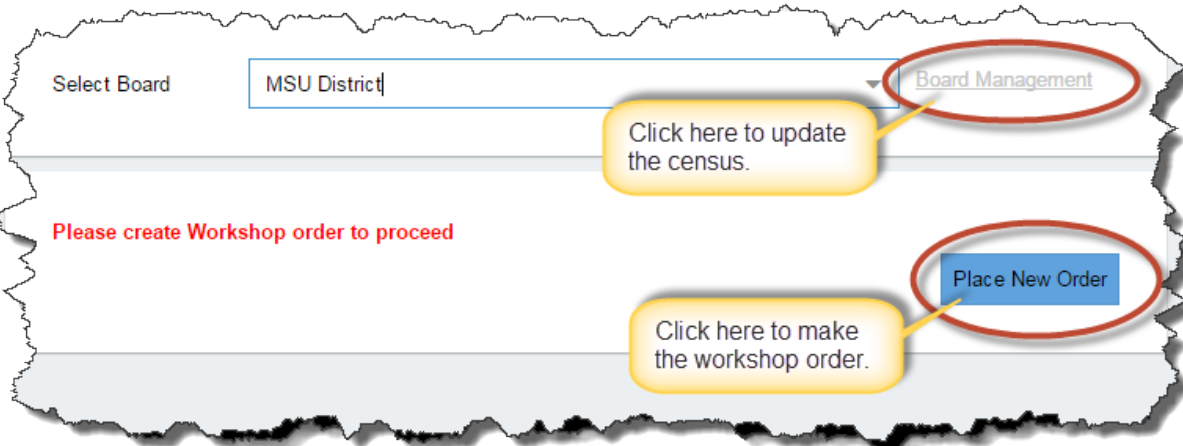 Select Board MSU District Board Management
Click here to update
the census.
Please create Workshop order to proceed
Place New Order
Click here to make
the workshop order.